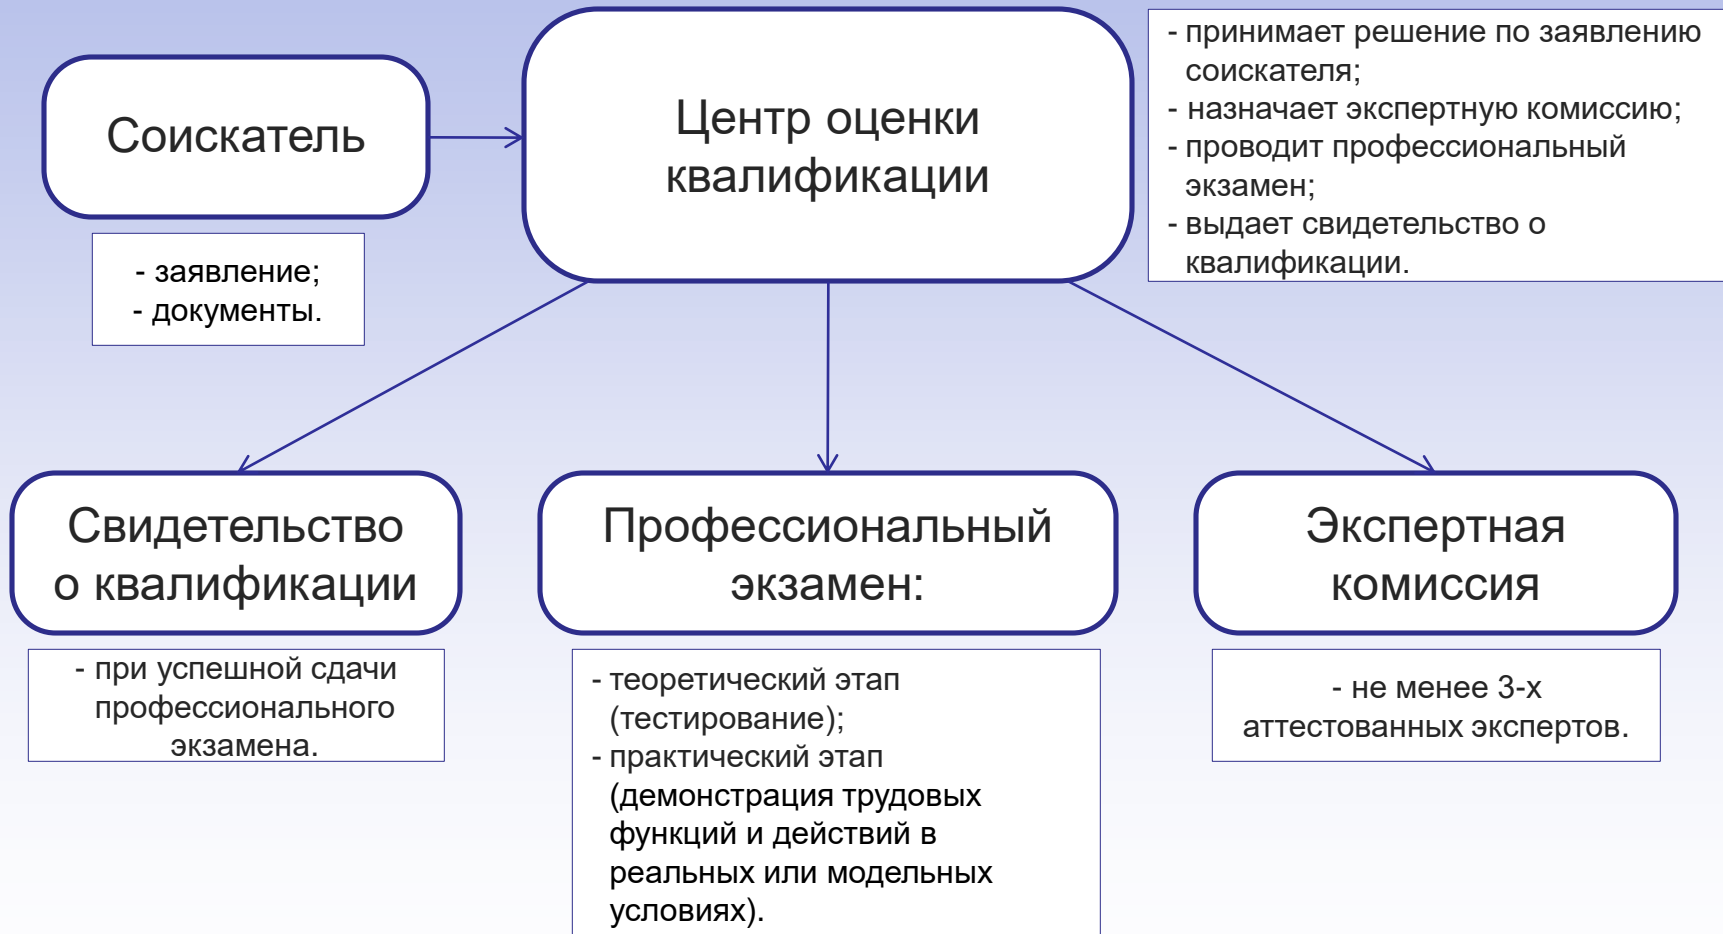 Соискатель
- заявление;
- документы.
Центр оценки
квалификации
- принимает решение по заявлению
соискателя;
- назначает экспертную комиссию;
- проводит профессиональный
экзамен;
- выдает свидетельство о
квалификации.
Свидетельство
о квалификации
- при успешной сдачи
профессионального
экзамена.
Профессиональный
экзамен:
- теоретический этап
(тестирование);
- практический этап
(демонстрация трудовых
функций и действий в
реальных или модельных
условиях).
Экспертная
комиссия
- не менее 3-х
аттестованных экспертов.